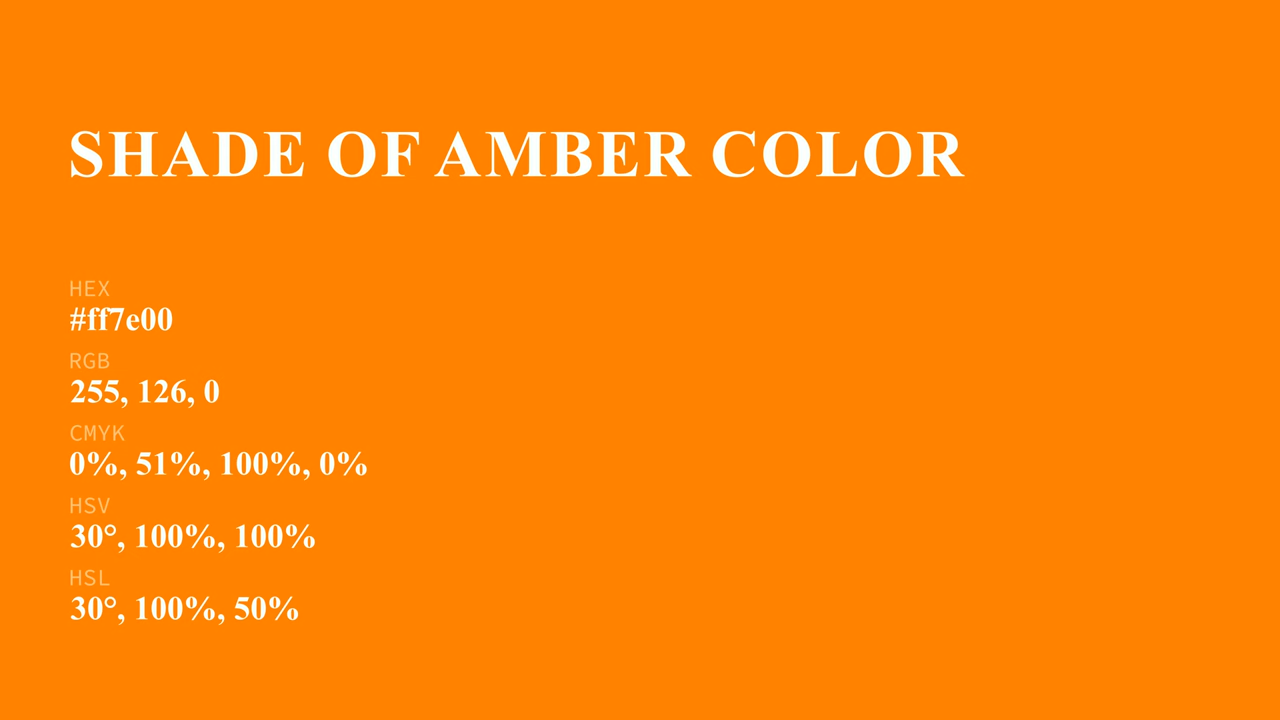 SHADE OF AMBER COLOR
HEX
#ff7e00
RGB
255, 126, 0
CMYK
0%, 51%, 100%, 0%
HSV
30°, 100%, 100%
HSL
30°, 100%, 50%